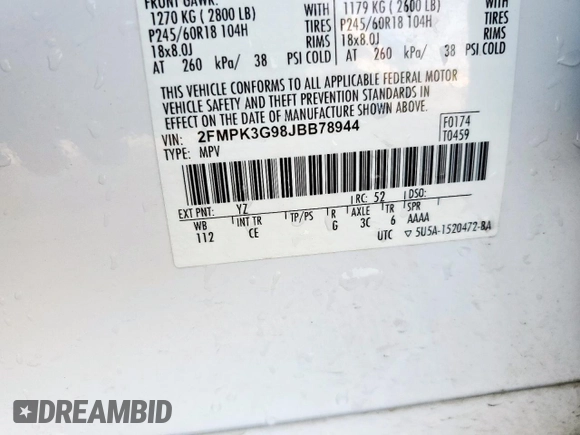 FRONT GAWR:
1270 KG ( 2800 LB)
P245/60R18 104H TIRES
18x8.0J RIMS
AT 260 kPa/ 38 PSI COLD
1179 KG ( 2600 LB)
P245/60R18 104H TIRES
18x8.0J RIMS
AT 260 kPa/ 38 PSI COLD
THIS VEHICLE CONFORMS TO ALL APPLICABLE FEDERAL MOTOR
VEHICLE SAFETY AND THEFT PREVENTION STANDARDS IN
EFFECT ON THE DATE OF MANUFACTURE SHOWN ABOVE.
VIN: 2FMPK3G98JBB78944
TYPE: MPV
F0174
T0459
EXT PNT: YZ RC: 52 DSO:
WB INT TR TP/PS R AXLE TR SPR
112 CE G 3C 6 AAAA
UTC ▽ 5U5A-1520472-BA
DREAMBID